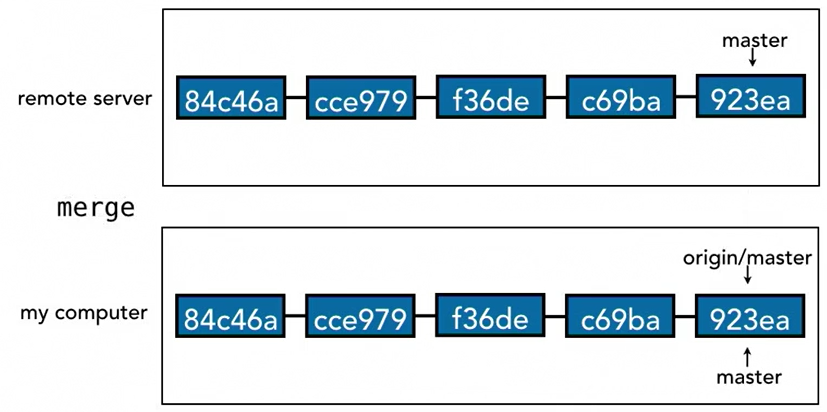 master
remote server
84c46a
cce979
f36de
c69ba
923ea
merge
origin/master
my computer
84c46a
cce979
f36de
c69ba
923ea
master